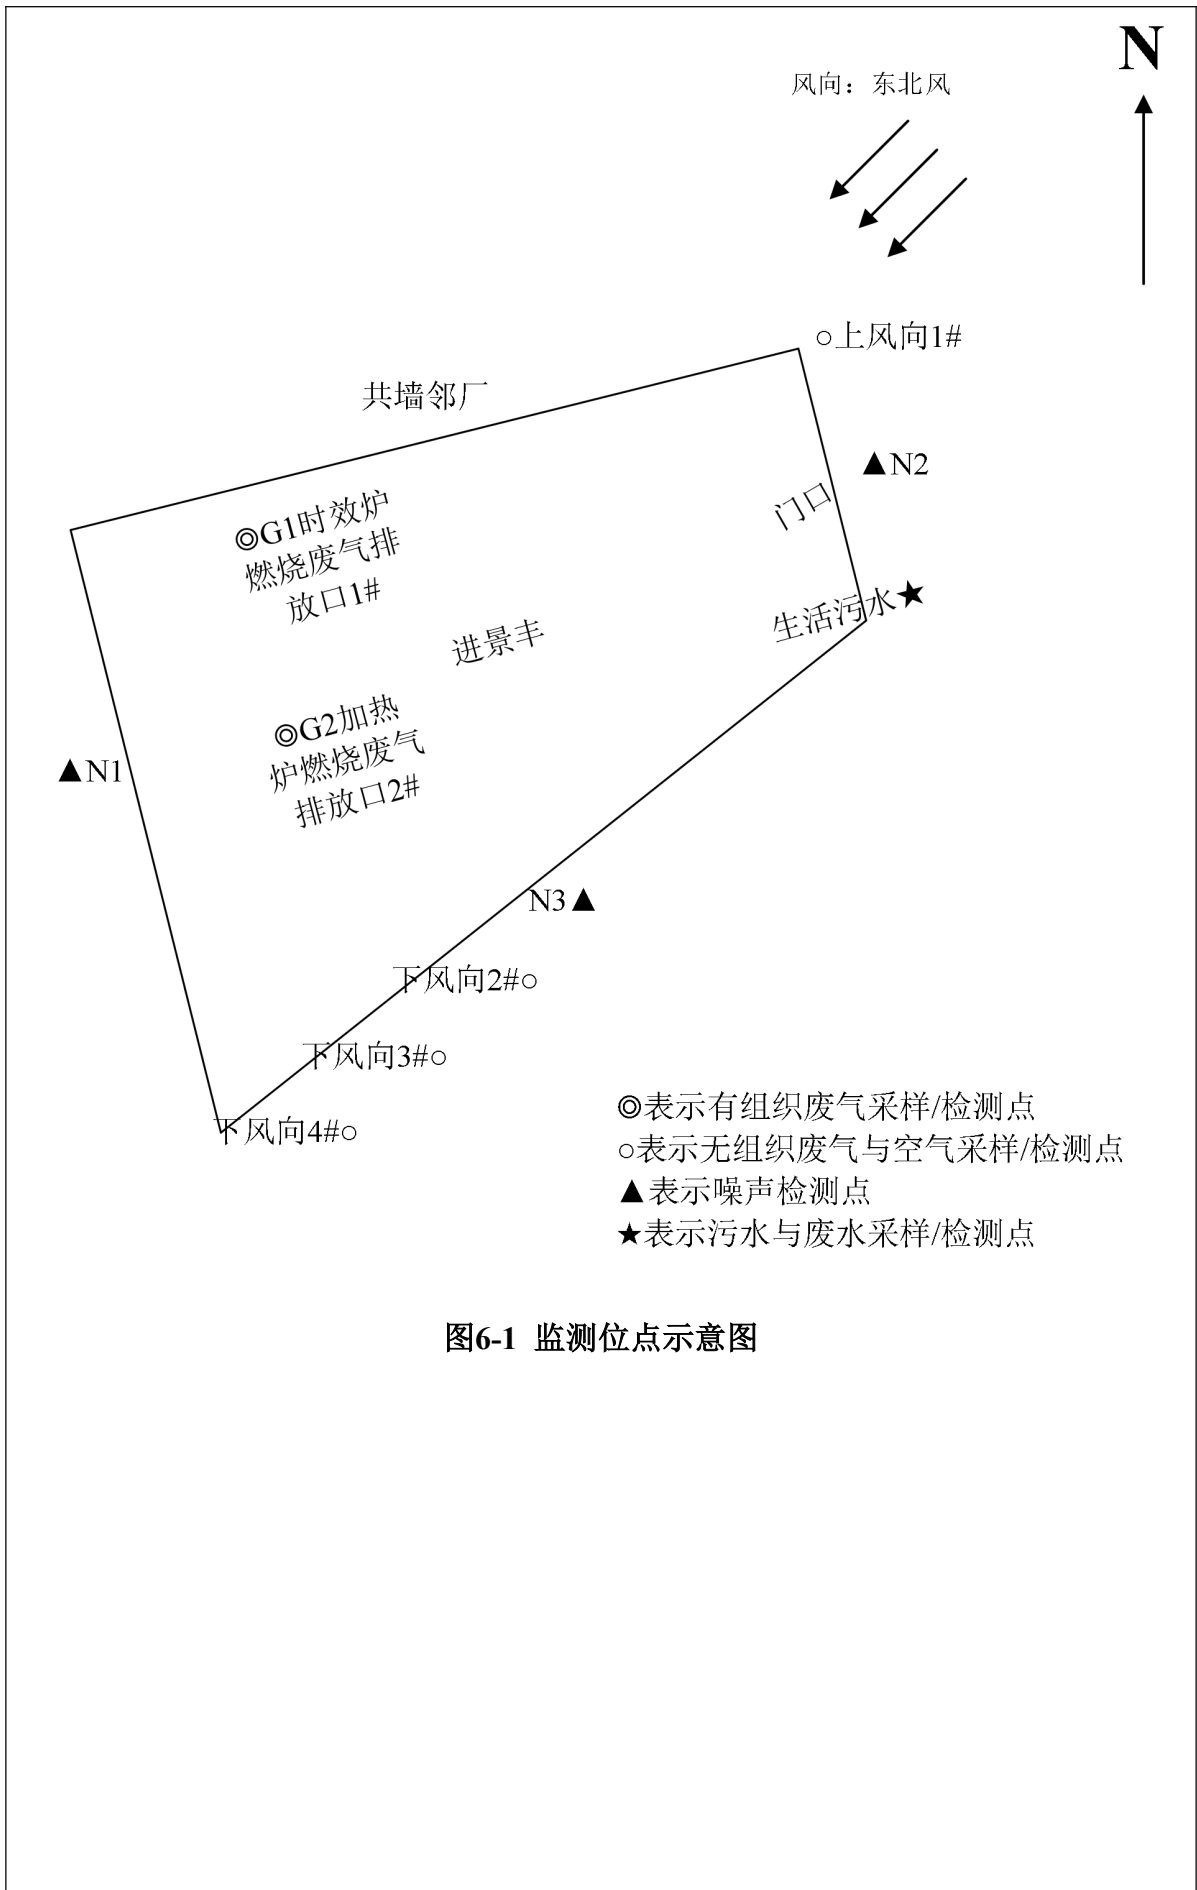 N
风向：东北风
○上风向1#
共墙邻厂
▲N2
◎G1时效炉
燃烧废气排
放口1#
门口
生活污水★
进景丰
◎G2加热
炉燃烧废气
排放口2#
▲N1
N3▲
下风向2#○
下风向3#○
下风向4#○
◎表示有组织废气采样/检测点
○表示无组织废气与空气采样/检测点
▲表示噪声检测点
★表示污水与废水采样/检测点
图6-1 监测位点示意图